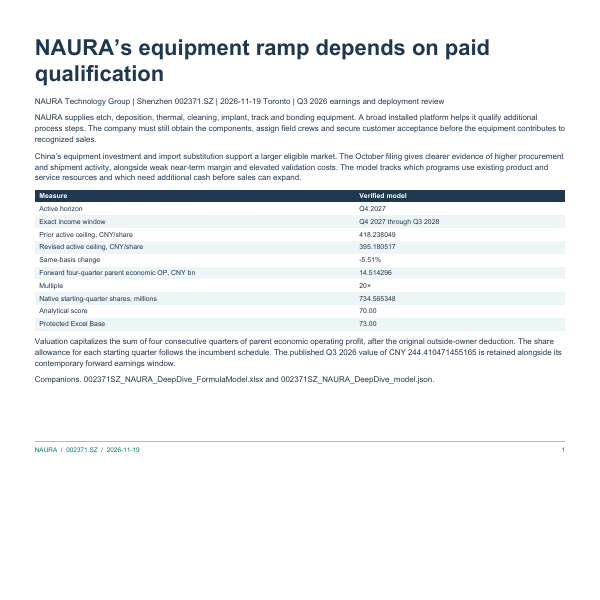 NAURA's equipment ramp depends on paid
qualification
NAURA Technology Group | Shenzhen 002371.SZ | 2026-11-19 Toronto | Q3 2026 earnings and deployment review
NAURA supplies etch, deposition, thermal, cleaning, implant, track and bonding equipment. A broad installed platform helps it qualify additional
process steps. The company must still obtain the components, assign field crews and secure customer acceptance before the equipment contributes to
recognized sales.
China's equipment investment and import substitution support a larger eligible market. The October filing gives clearer evidence of higher procurement
and shipment activity, alongside weak near-term margin and elevated validation costs. The model tracks which programs use existing product and
service resources and which need additional cash before sales can expand.
Measure Verified model
Active horizon Q4 2027
Exact income window Q4 2027 through Q3 2028
Prior active ceiling, CNY/share 418.238049
Revised active ceiling, CNY/share 395.180517
Same-basis change -5.51%
Forward four-quarter parent economic OP, CNY bn 14.514296
Multiple 20×
Native starting-quarter shares, millions 734.565348
Analytical score 70.00
Protected Excel Base 73.00
Valuation capitalizes the sum of four consecutive quarters of parent economic operating profit, after the original outside-owner deduction. The share
allowance for each starting quarter follows the incumbent schedule. The published Q3 2026 value of CNY 244.410471455165 is retained alongside its
contemporary forward earnings window.
Companions. 002371SZ_NAURA_DeepDive_FormulaModel.xlsx and 002371SZ_NAURA_DeepDive_model.json.
NAURA / 002371.SZ / 2026-11-19 1